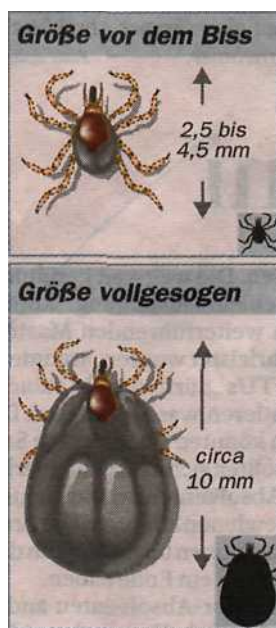 Größe vor dem Biss
2,5 bis
4,5 mm
Größe vollgesogen
circa
10 mm